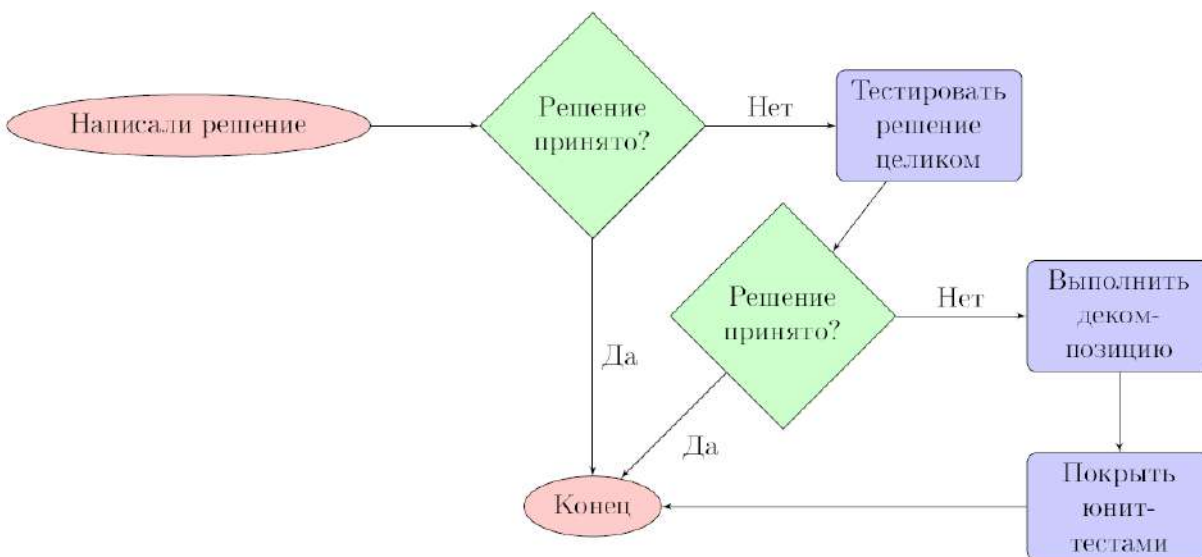 Написали решение
Решение
принято?
Нет
Тестировать
решение
целиком
Решение
принято?
Нет
Выполнить
деком-
позицию
Да
Да
Конец
Покрыть
юнит-
тестами